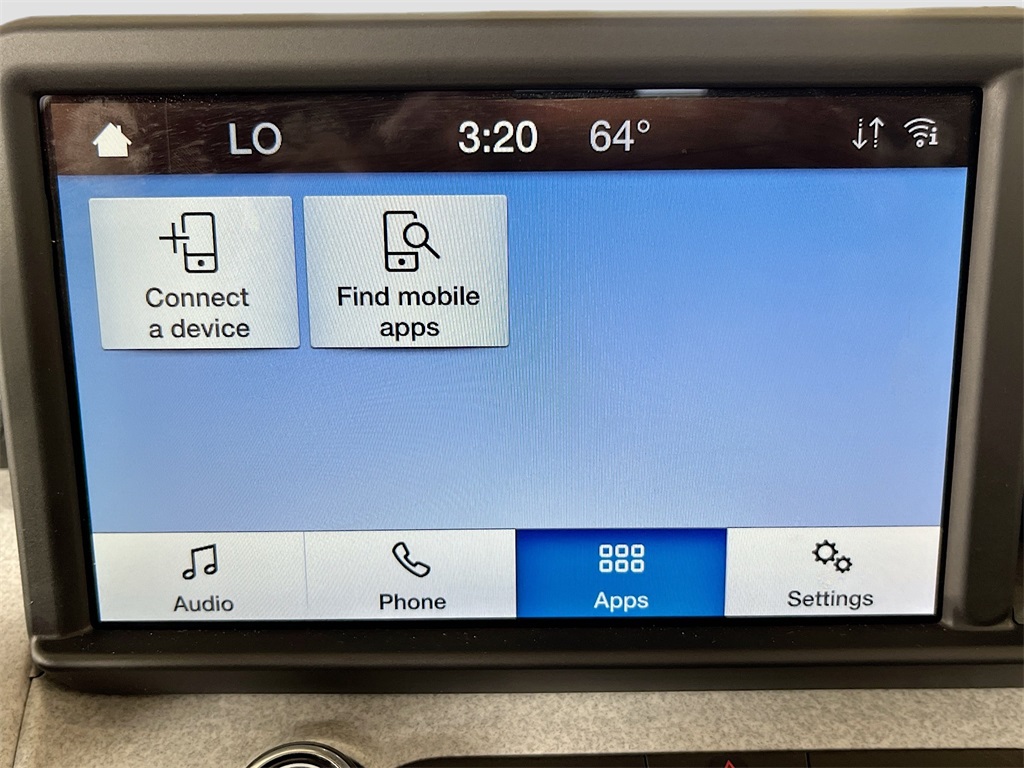 LO 3:20 64°
Connect
a device
Find mobile
apps
Audio Phone Apps Settings